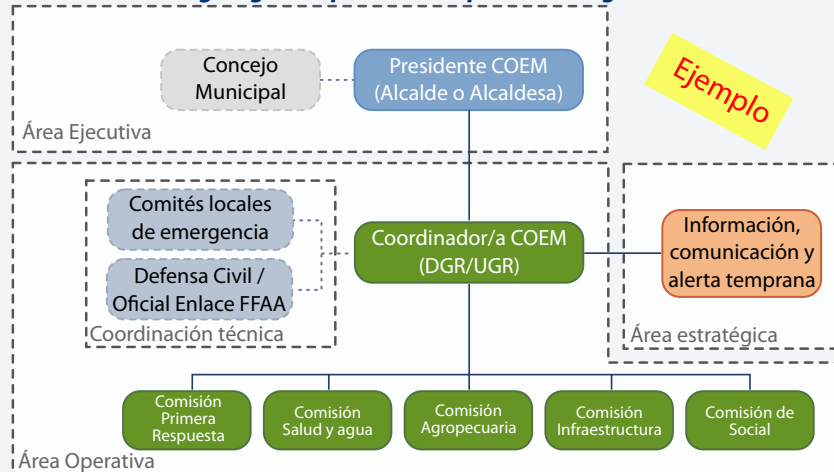 Concejo
Municipal
Presidente COEM
(Alcalde o Alcaldesa)
Ejemplo
Área Ejecutiva
Comités locales
de emergencia
Defensa Civil /
Oficial Enlace FFAA
Coordinación técnica
Coordinador/a COEM
(DGR/UGR)
Información,
comunicación y
alerta temprana
Área estratégica
Comisión
Primera
Respuesta
Comisión
Salud y agua
Comisión
Agropecuaria
Comisión
Infraestructura
Comisión de
Social
Área Operativa